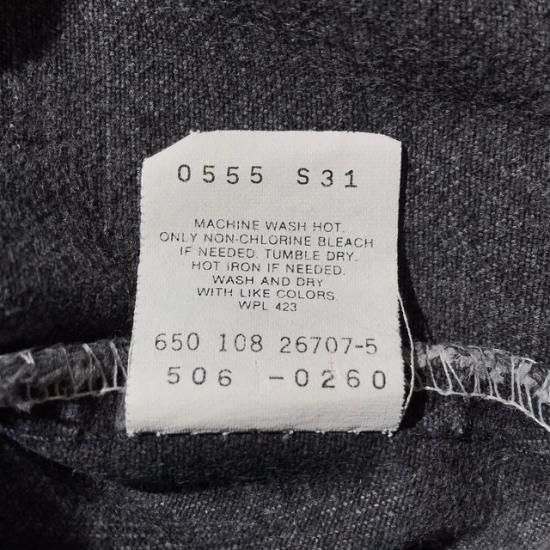 0555 S31
MACHINE WASH HOT.
ONLY NON-CHLORINE BLEACH
IF NEEDED. TUMBLE DRY.
HOT IRON IF NEEDED.
WASH AND DRY
WITH LIKE COLORS.
WPL 423
650 108 26707-5
506 -0260